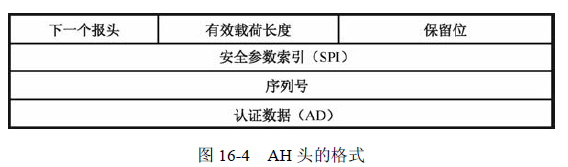 下一个报头 有效载荷长度 保留位
安全参数索引（SPI）
序列号
认证数据（AD）
图 16-4 AH 头的格式